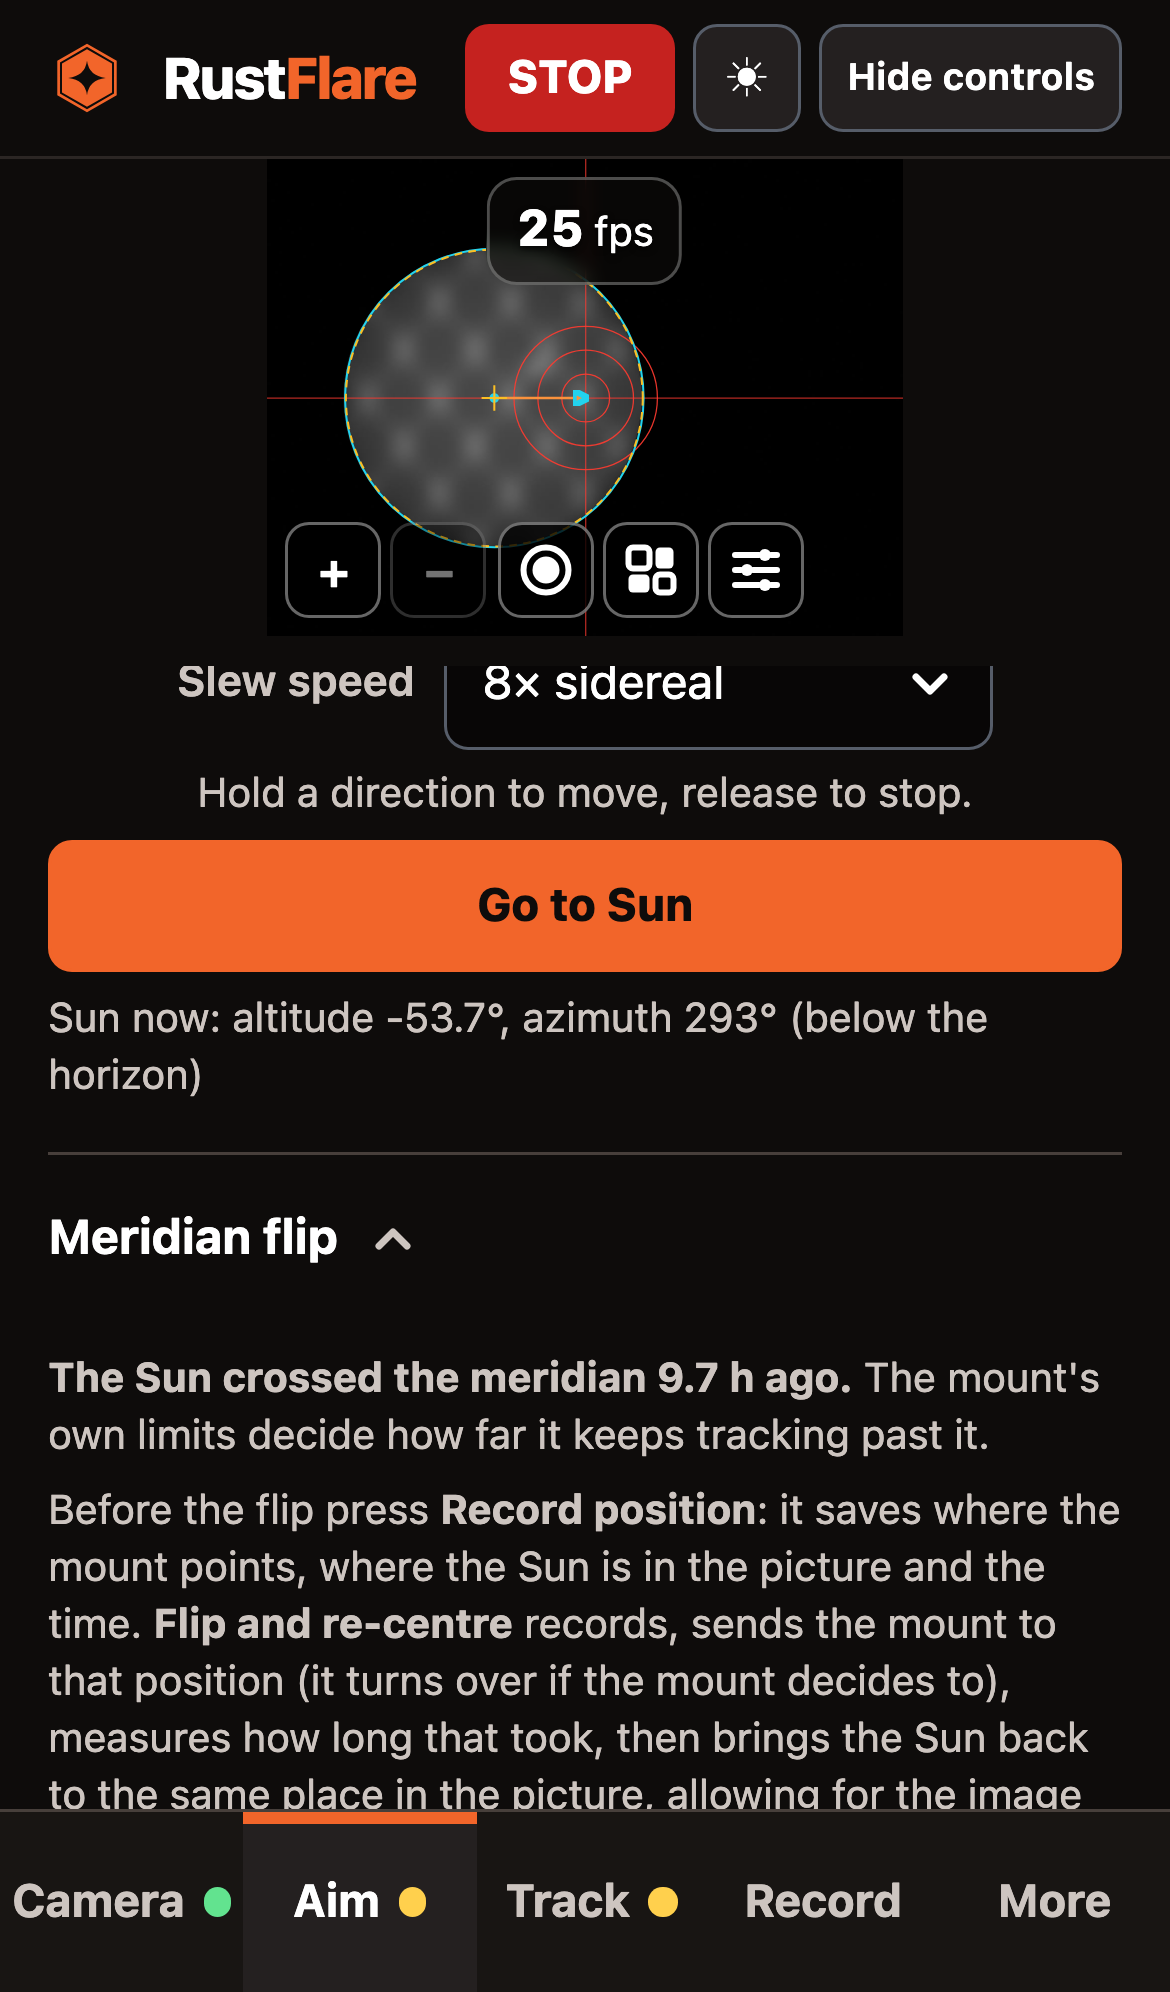 RustFlare
STOP
Hide controls
25 fps
Slew speed
8× sidereal
Hold a direction to move, release to stop.
Go to Sun
Sun now: altitude -53.7°, azimuth 293° (below the
horizon)
Meridian flip
The Sun crossed the meridian 9.7 h ago. The mount's
own limits decide how far it keeps tracking past it.
Before the flip press Record position: it saves where the
mount points, where the Sun is in the picture and the
time. Flip and re-centre records, sends the mount to
that position (it turns over if the mount decides to),
measures how long that took, then brings the Sun back
to the same place in the picture, allowing for the image
Camera
Aim
Track
Record
More